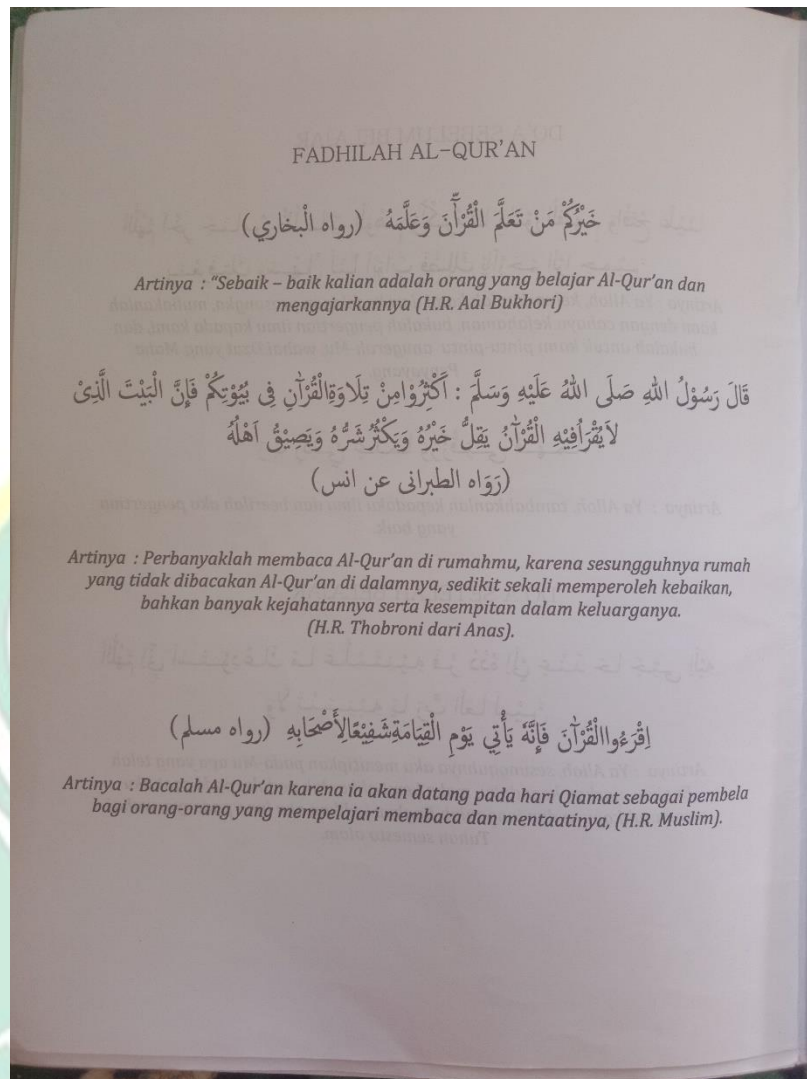 FADHILAH AL-QUR'AN
خَيْرُكُمْ مَنْ تَعَلَّمَ الْقُرْأَٓنَ وَعَلَّمَهُ (رواه الْبخاري)
Artinya : "Sebaik – baik kalian adalah orang yang belajar Al-Qur'an dan
mengajarkannya (H.R. Aal Bukhori)
قَالَ رَسُوْلُ اللهِ صَلَى اللهُ عَلَيْهِ وَسَلَّمَ : أَكْثِرُوْامِنْ تِلَاوَةِالْقُرْاٰنِ فِى بُيُوْتِكُمْ فَإِنَّ الْبَيْتَ الَّذِىْ
لاَيُقْرَاُفِيْهِ الْقُرْاٰنُ يَقِلُّ خَيْرُهُ وَيَكْثُرُ شَرُّهُ وَيَضِيْقُ اَهْلُهُ
(رَوَاه الطبرانى عن انس)
Artinya : Perbanyaklah membaca Al-Qur'an di rumahmu, karena sesungguhnya rumah
yang tidak dibacakan Al-Qur'an di dalamnya, sedikit sekali memperoleh kebaikan,
bahkan banyak kejahatannya serta kesempitan dalam keluarganya.
(H.R. Thobroni dari Anas).
اِقْرَءُواالْقُرْآنَ فَإِنَّهُ يَأْتِي يَوْمِ الْقِيَامَةِشَفِيْعًالِأَصْحَابِهِ (رواه مسلم)
Artinya : Bacalah Al-Qur'an karena ia akan datang pada hari Qiamat sebagai pembela
bagi orang-orang yang mempelajari membaca dan mentaatinya, (H.R. Muslim).